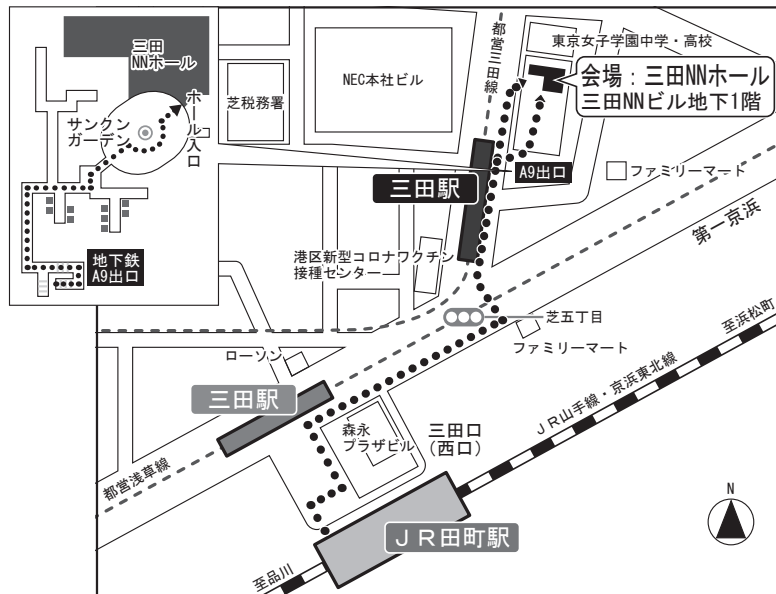 三田
NNホール
サンクン
ガーデン
ホール入口
地下鉄
A9出口
芝税務署
NEC本社ビル
都営三田線
東京女子学園中学・高校
会場：三田NNホール
三田NNビル地下1階
三田駅
A9出口
ファミリーマート
第一京浜
港区新型コロナワクチン
接種センター
芝五丁目
ファミリーマート
至浜松町
ローソン
三田駅
JR山手線・京浜東北線
森永
プラザビル
三田口
(西口)
都営浅草線
N
JR田町駅
至品川